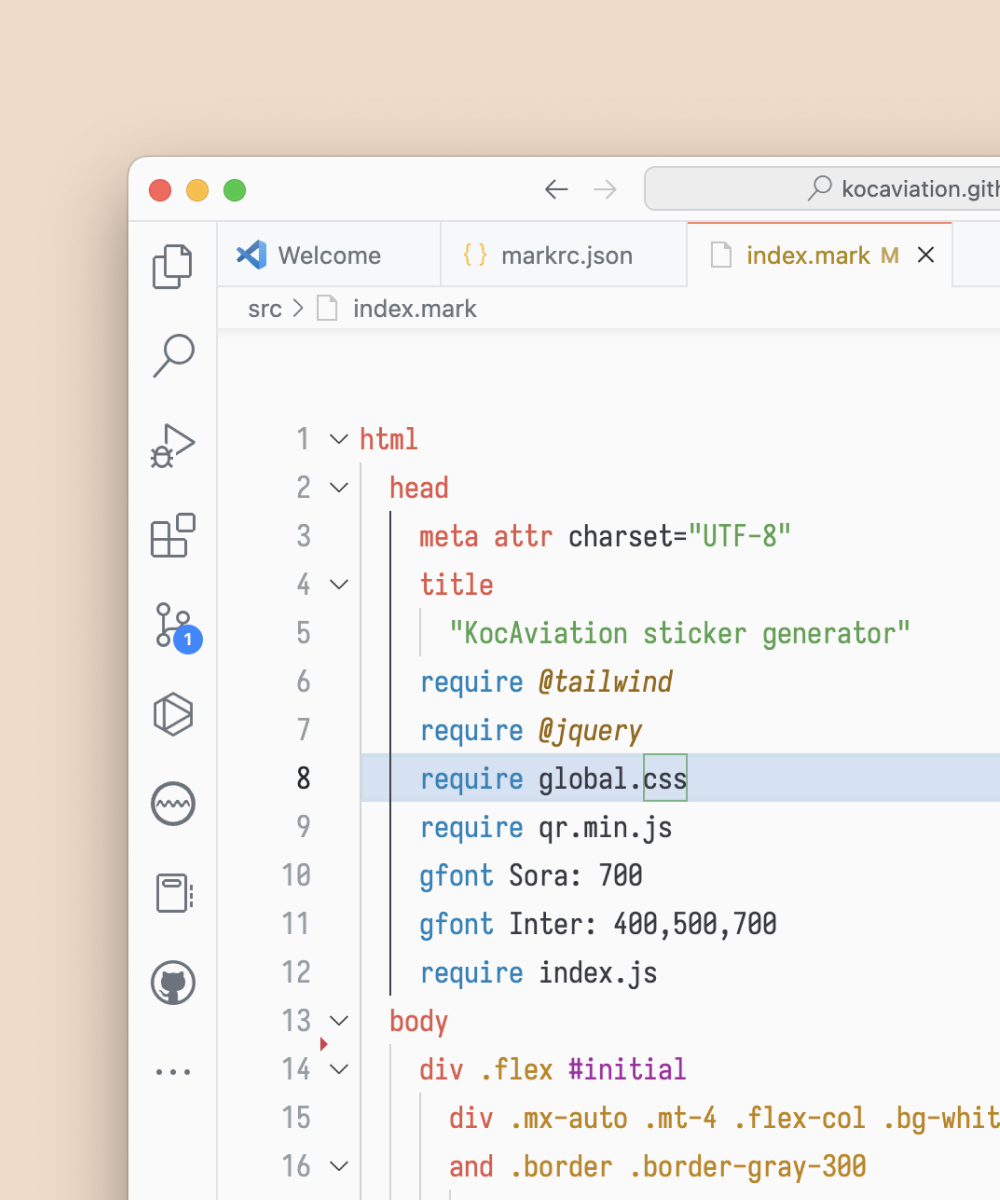 kocaviation.gith
Welcome
{ } markrc.json
index.mark M
src > index.mark
1 html
2 head
3 meta attr charset="UTF-8"
4 title
5 "KocAviation sticker generator"
6 require @tailwind
7 require @jquery
8 require global.css
9 require qr.min.js
10 gfont Sora: 700
11 gfont Inter: 400,500,700
12 require index.js
13 body
14 div .flex #initial
15 div .mx-auto .mt-4 .flex-col .bg-whit
16 and .border .border-gray-300
1